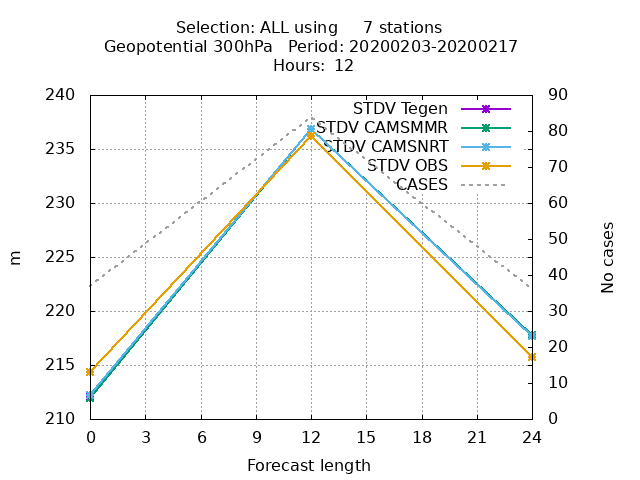 Selection: ALL using 7 stations
Geopotential 300hPa Period: 20200203-20200217
Hours: 12
240 90
STDV Tegen
STDV CAMSMMR
STDV CAMSNRT
STDV OBS
CASES
235 80
230 70
225 60
220 50
215 40
210 30
20
10
0
m
No cases
0 3 6 9 12 15 18 21 24
Forecast length